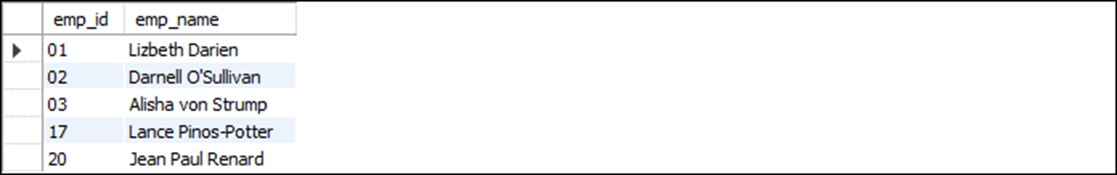 emp_id emp_name
01 Lizbeth Darien
02 Darnell O'Sullivan
03 Alisha von Strump
17 Lance Pinos-Potter
20 Jean Paul Renard